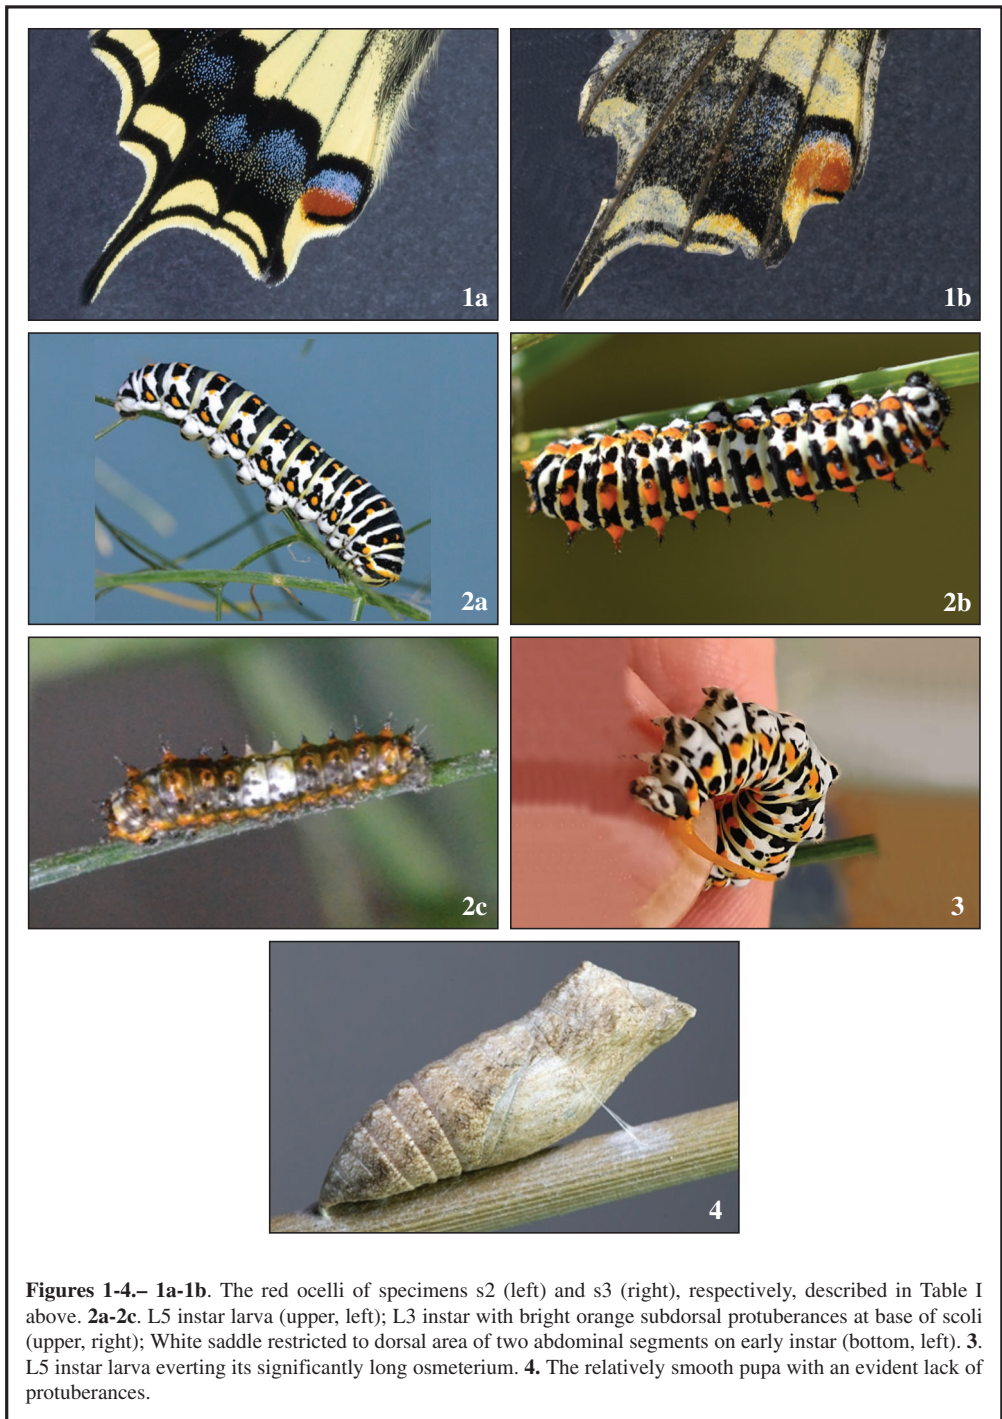 1a
1b
2a
2b
2c
3
4
Figures 1-4.– 1a-1b. The red ocelli of specimens s2 (left) and s3 (right), respectively, described in Table I
above. 2a-2c. L5 instar larva (upper, left); L3 instar with bright orange subdorsal protuberances at base of scoli
(upper, right); White saddle restricted to dorsal area of two abdominal segments on early instar (bottom, left). 3.
L5 instar larva everting its significantly long osmeterium. 4. The relatively smooth pupa with an evident lack of
protuberances.